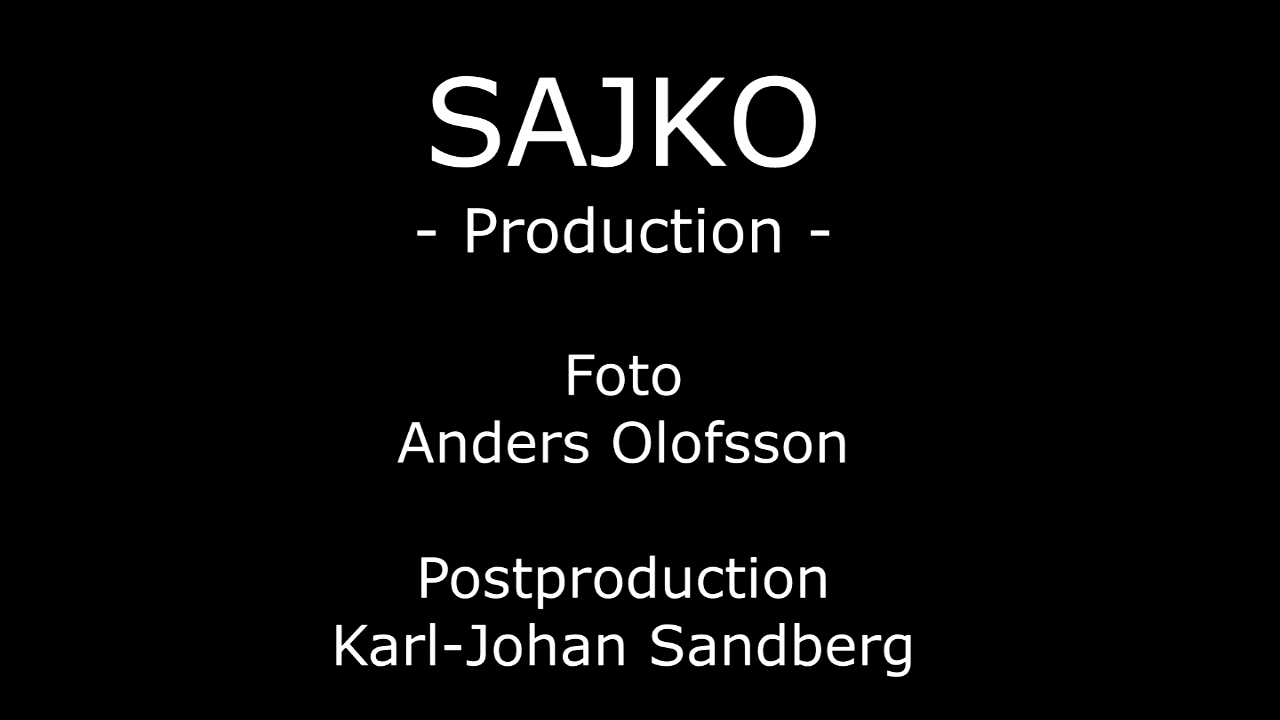 SAJKO
- Production -
Foto
Anders Olofsson
Postproduction
Karl-Johan Sandberg